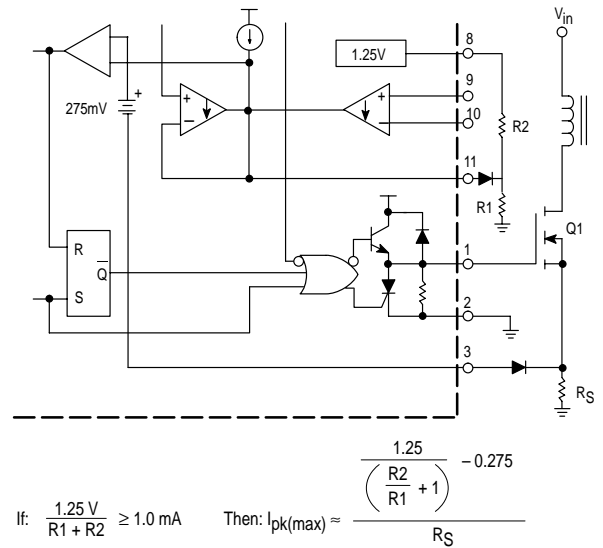 V_in
8
1.25V
9
+
+
+
275mV
−
−
10
R2
11
R1
Q1
R
Q̅
1
S
2
3
R_S
If: 1.25 V / (R1 + R2) ≥ 1.0 mA Then: I_pk(max) ≈ (1.25 / (R2/R1 + 1) − 0.275) / R_S